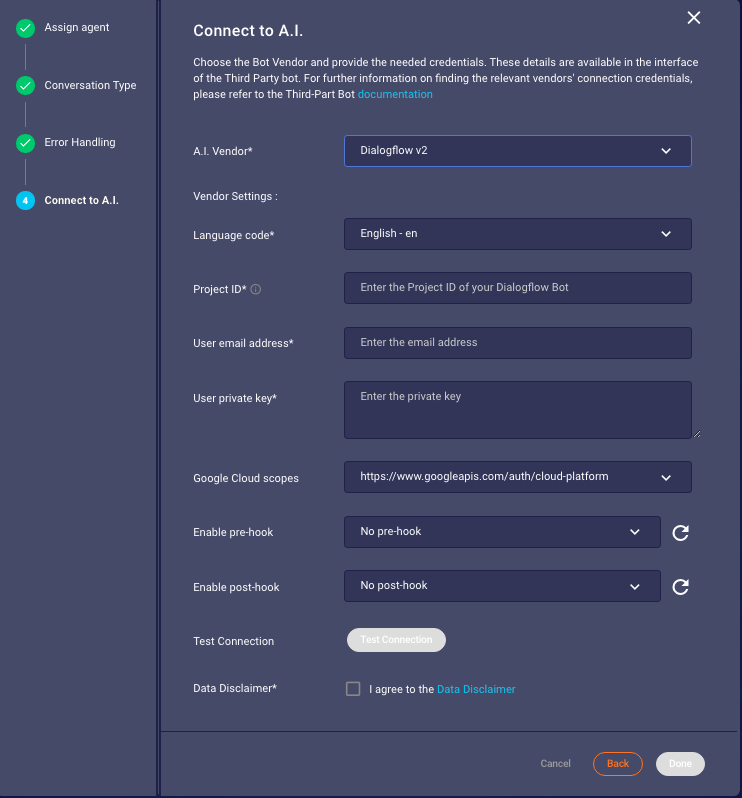 Assign agent
Conversation Type
Error Handling
4 Connect to A.I.
Connect to A.I.
Choose the Bot Vendor and provide the needed credentials. These details are available in the interface
of the Third Party bot. For further information on finding the relevant vendors' connection credentials,
please refer to the Third-Part Bot documentation
A.I. Vendor* Dialogflow v2
Vendor Settings :
Language code* English - en
Project ID* Enter the Project ID of your Dialogflow Bot
User email address* Enter the email address
User private key* Enter the private key
Google Cloud scopes https://www.googleapis.com/auth/cloud-platform
Enable pre-hook No pre-hook
Enable post-hook No post-hook
Test Connection Test Connection
Data Disclaimer* I agree to the Data Disclaimer
Cancel Back Done